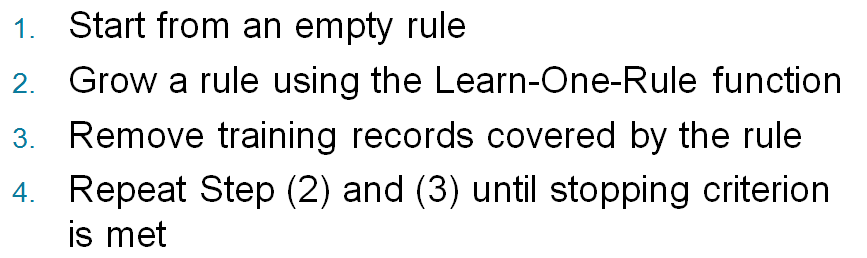 1. Start from an empty rule
2. Grow a rule using the Learn-One-Rule function
3. Remove training records covered by the rule
4. Repeat Step (2) and (3) until stopping criterion
is met